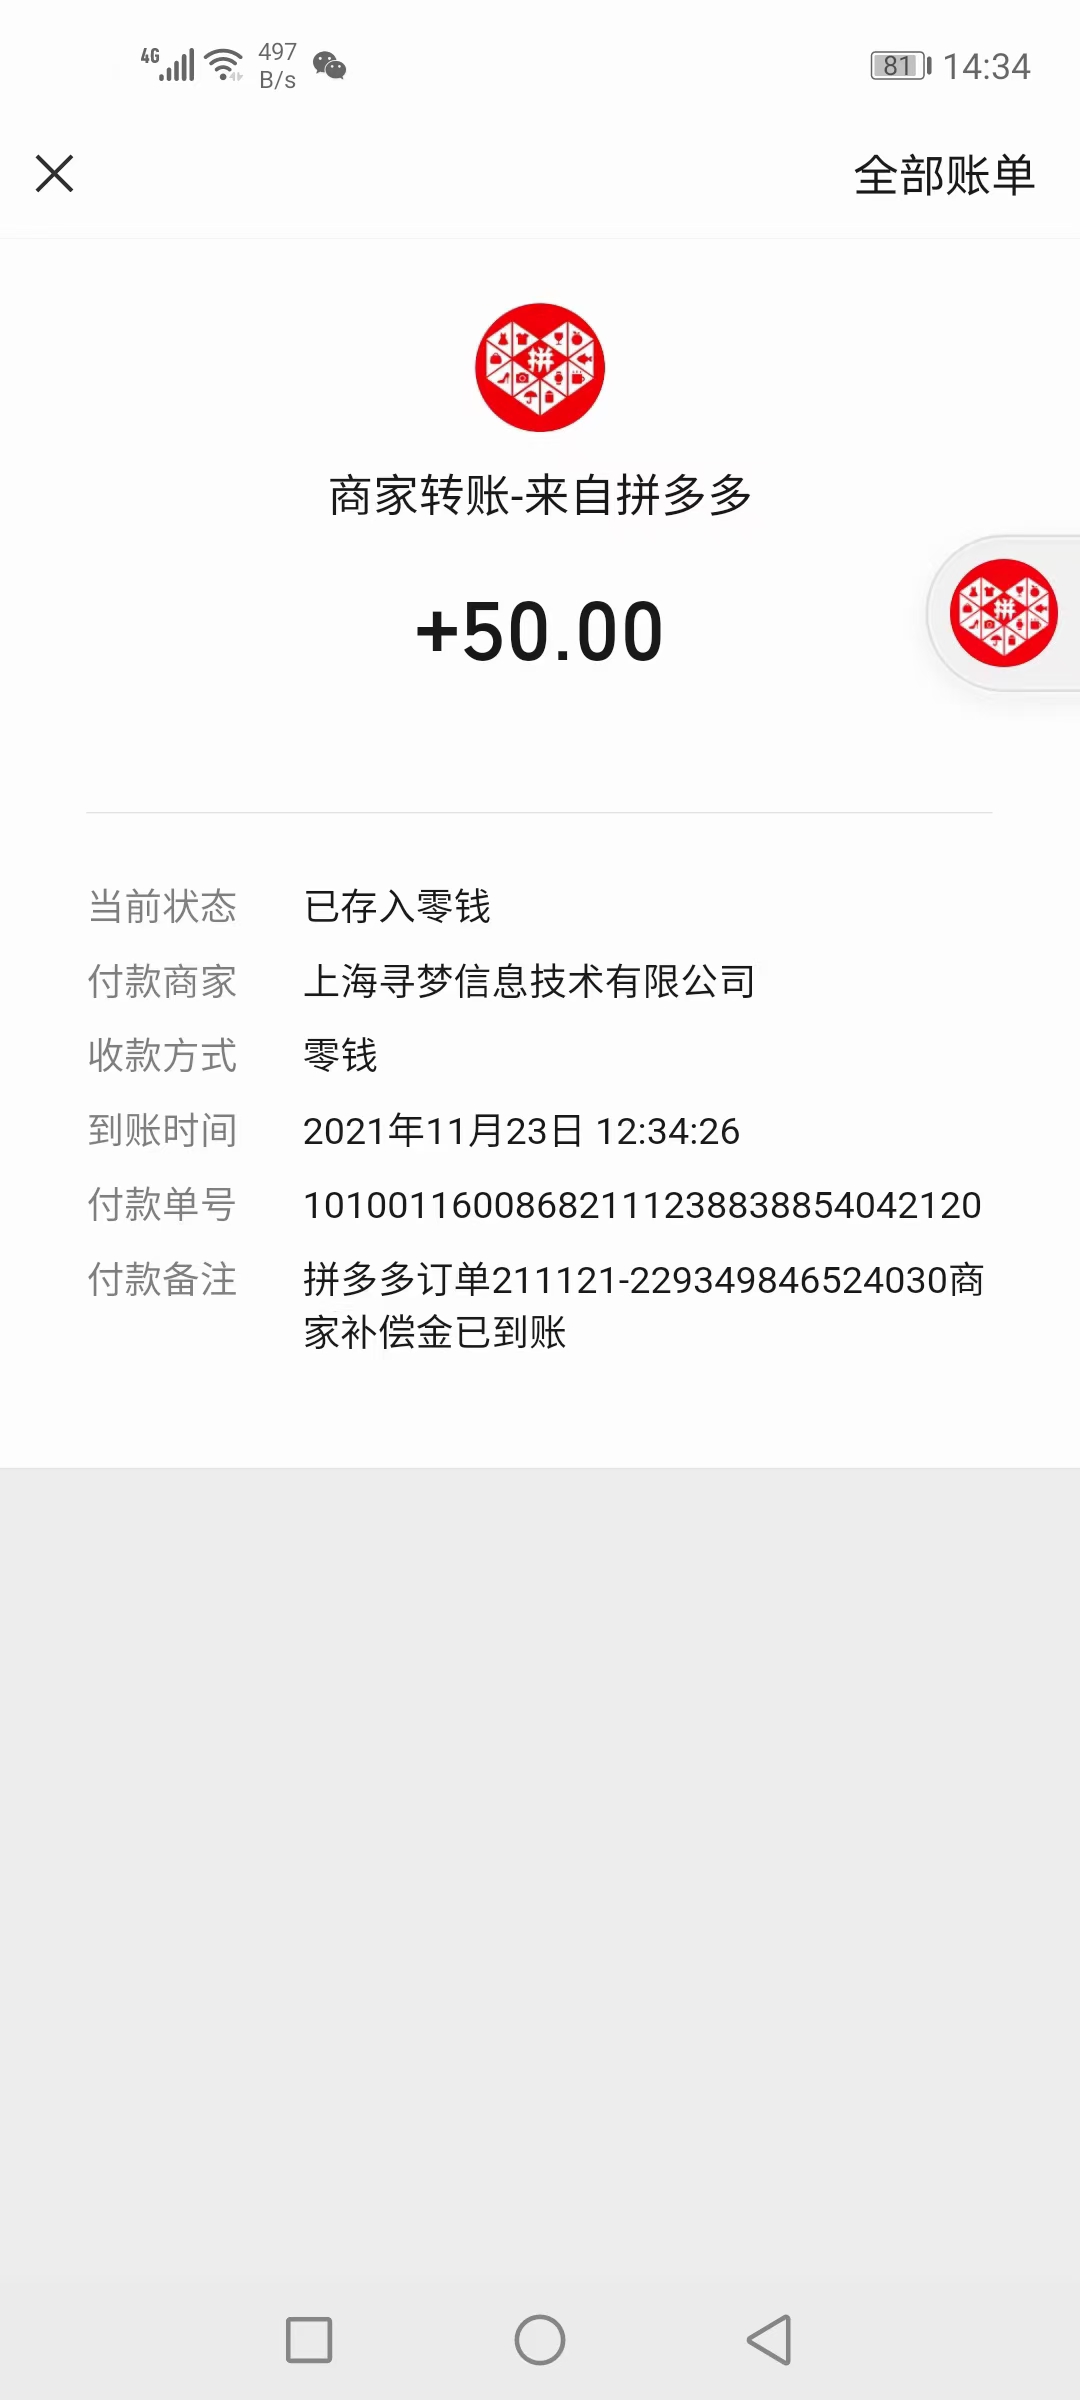 4G 497 B/s 81 14:34
全部账单
拼
商家转账-来自拼多多
+50.00
拼
当前状态 已存入零钱
付款商家 上海寻梦信息技术有限公司
收款方式 零钱
到账时间 2021年11月23日 12:34:26
付款单号 1010011600868211123883885404212​0
付款备注 拼多多订单211121-229349846524030商
家补偿金已到账